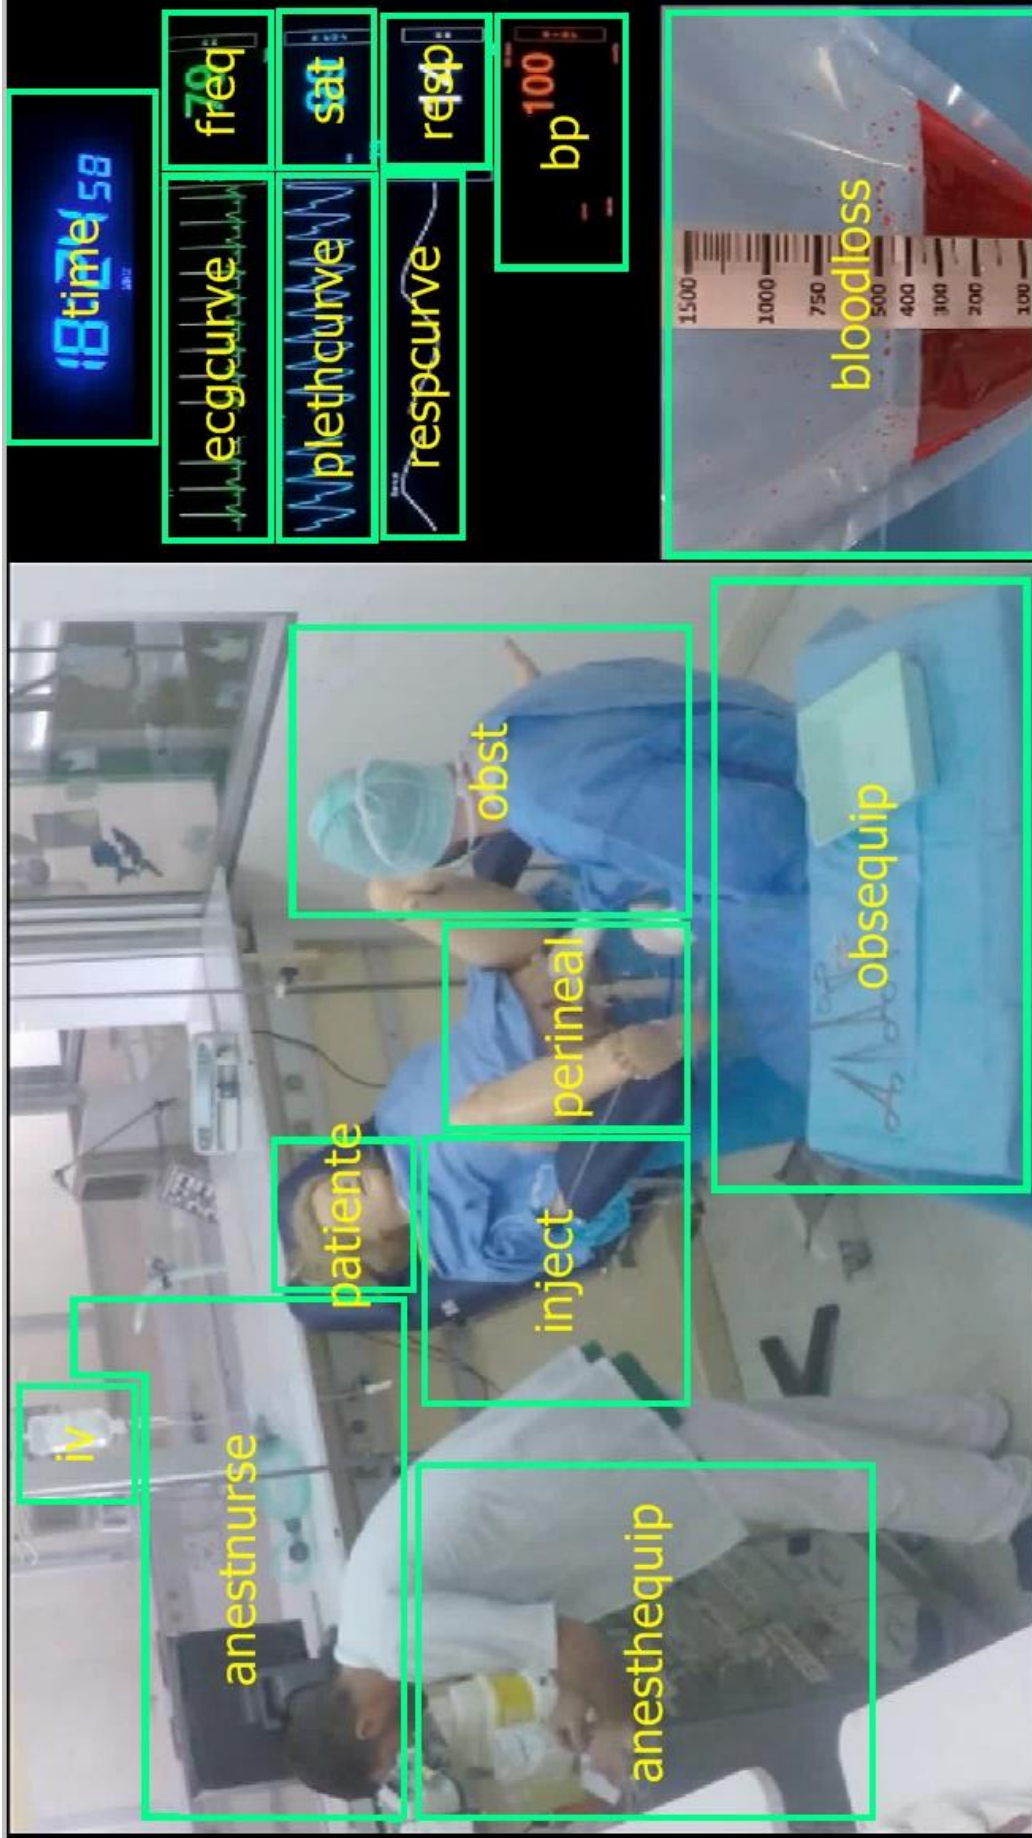 iv
anestnurse
patiente
obst
perineal
inject
anesthequip
obsequip
time
58
freq
ecgcurve
sat
plethcurve
resp
respcurve
100
bp
bloodloss
1500
1000
750
500
400
300
200
100